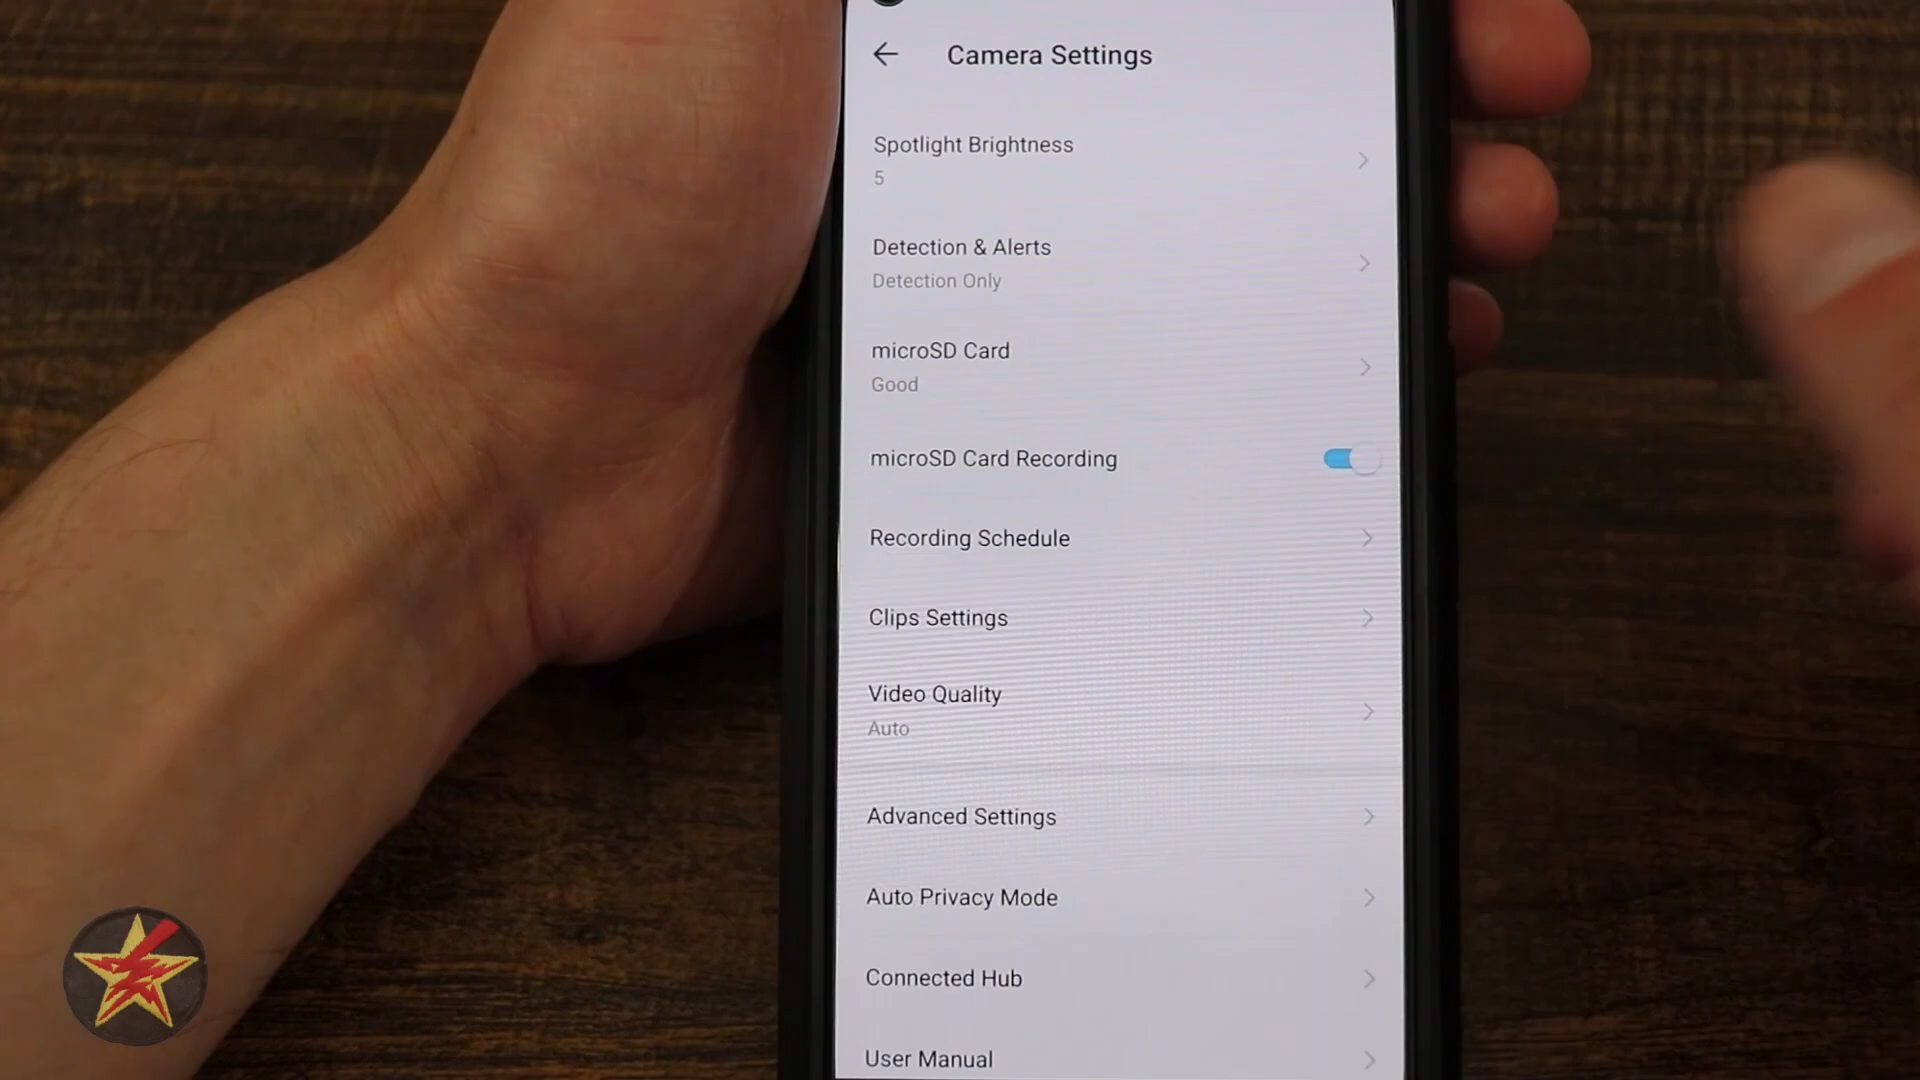 Camera Settings
Spotlight Brightness
5
Detection & Alerts
Detection Only
microSD Card
Good
microSD Card Recording
Recording Schedule
Clips Settings
Video Quality
Auto
Advanced Settings
Auto Privacy Mode
Connected Hub
User Manual